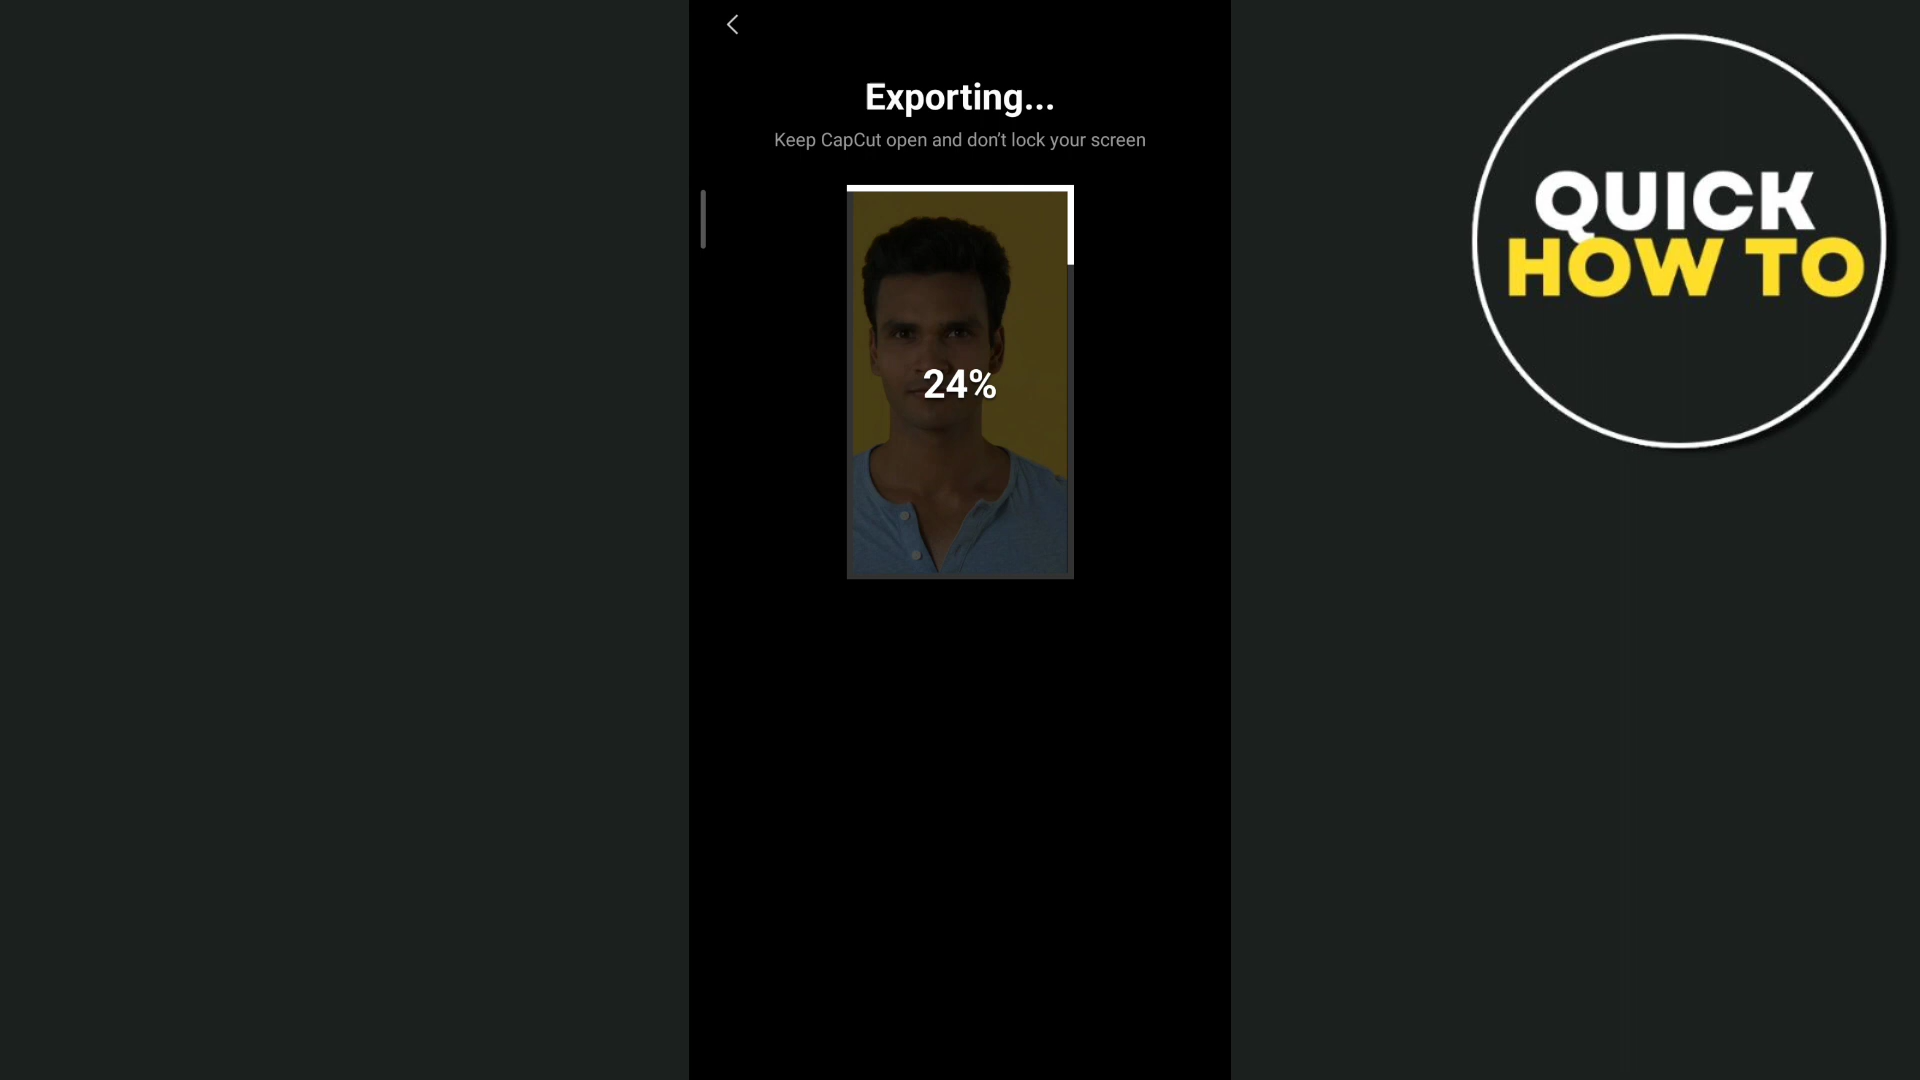 Exporting...
Keep CapCut open and don't lock your screen
24%
QUICK
HOW TO